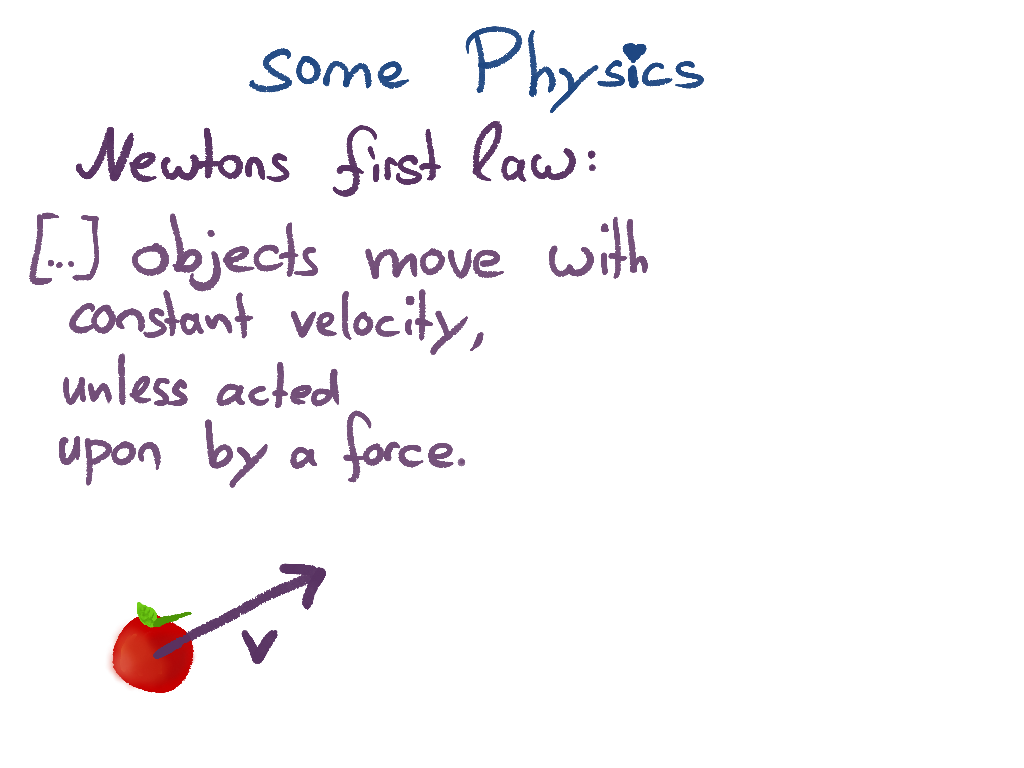 some Physics
Newtons first law:
[...] objects move with
constant velocity,
unless acted
upon by a force.
v